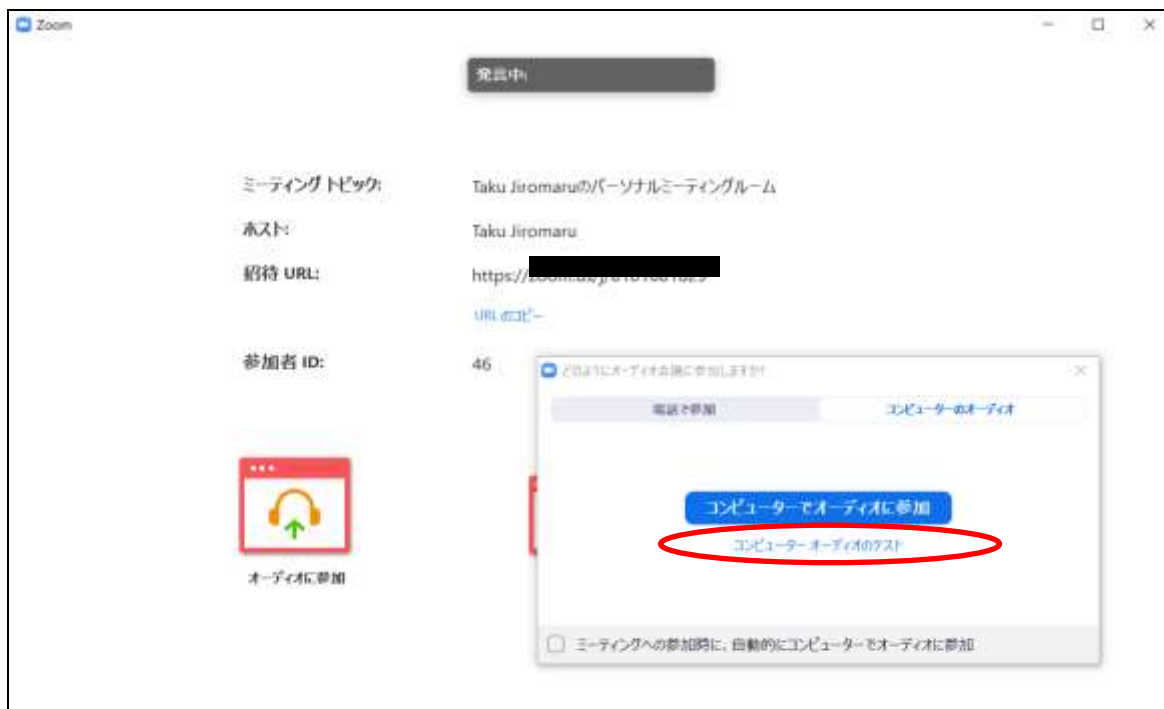 Zoom
発言中:
ミーティング トピック: Taku Jiromaruのパーソナルミーティングルーム
ホスト: Taku Jiromaru
招待 URL: https://
URL のコピー
参加者 ID: 46
どのようにオーディオ会議に参加しますか?
電話で参加 コンピューターのオーディオ
コンピューターでオーディオに参加
コンピューター オーディオのテスト
オーディオに参加
ミーティングへの参加時に、自動的にコンピューターでオーディオに参加